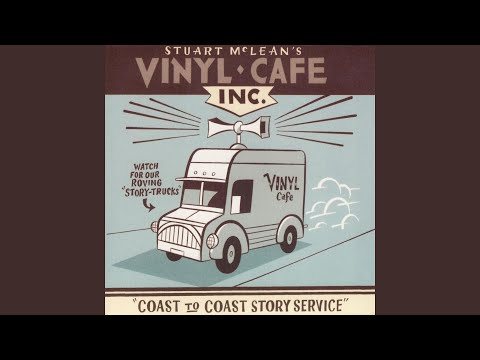 STUART McLEAN'S
VINYL • CAFE
INC.
WATCH
FOR OUR
ROVING
"STORY-TRUCKS"
VINYL
Cafe
"COAST TO COAST STORY SERVICE"